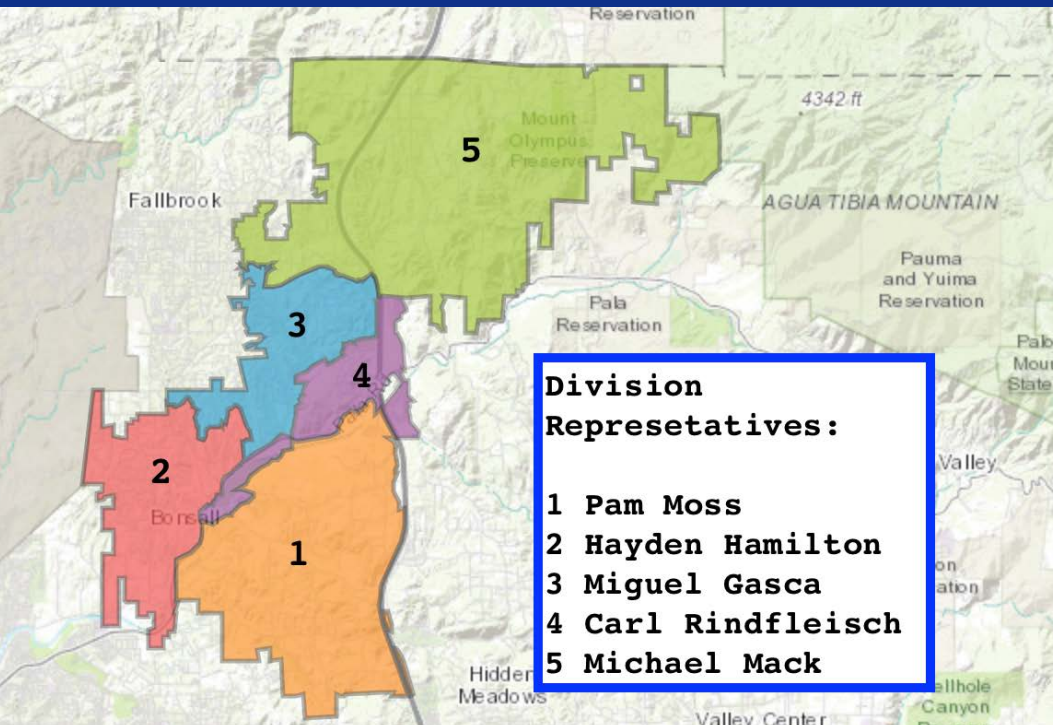 Reservation
4342 ft
Mount
Olympus
Preserve
5
Fallbrook
AGUA TIBIA MOUNTAIN
Pauma
and Yuima
Reservation
Pala
Reservation
3
4
State
2
Bonsall
1
Valley
Division
Represetatives:
1 Pam Moss
2 Hayden Hamilton
3 Miguel Gasca
4 Carl Rindfleisch
5 Michael Mack
Hidden
Meadows
Canyon
Valley Center